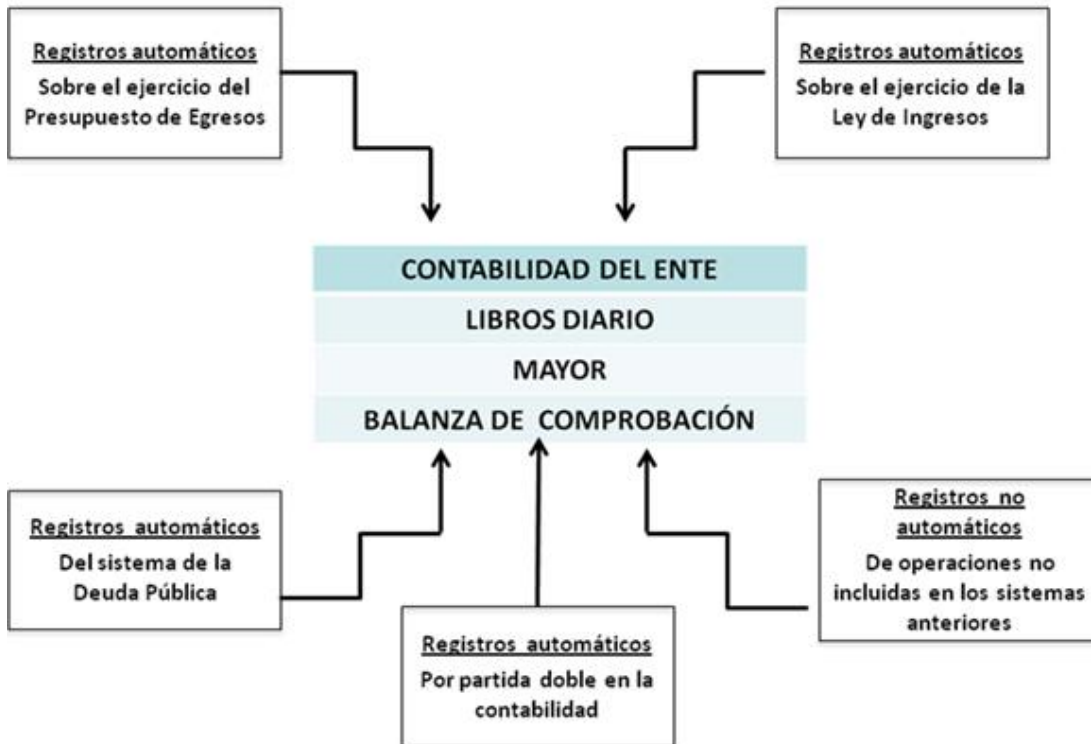 Registros automáticos
Sobre el ejercicio del
Presupuesto de Egresos
Registros automáticos
Sobre el ejercicio de la
Ley de Ingresos
CONTABILIDAD DEL ENTE
LIBROS DIARIO
MAYOR
BALANZA DE COMPROBACIÓN
Registros automáticos
Del sistema de la
Deuda Pública
Registros automáticos
Por partida doble en la
contabilidad
Registros no
automáticos
De operaciones no
incluidas en los sistemas
anteriores